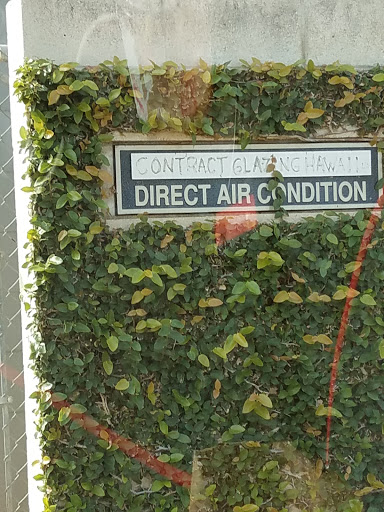 CONTRACT GLAZING HAWAII
DIRECT AIR CONDITION